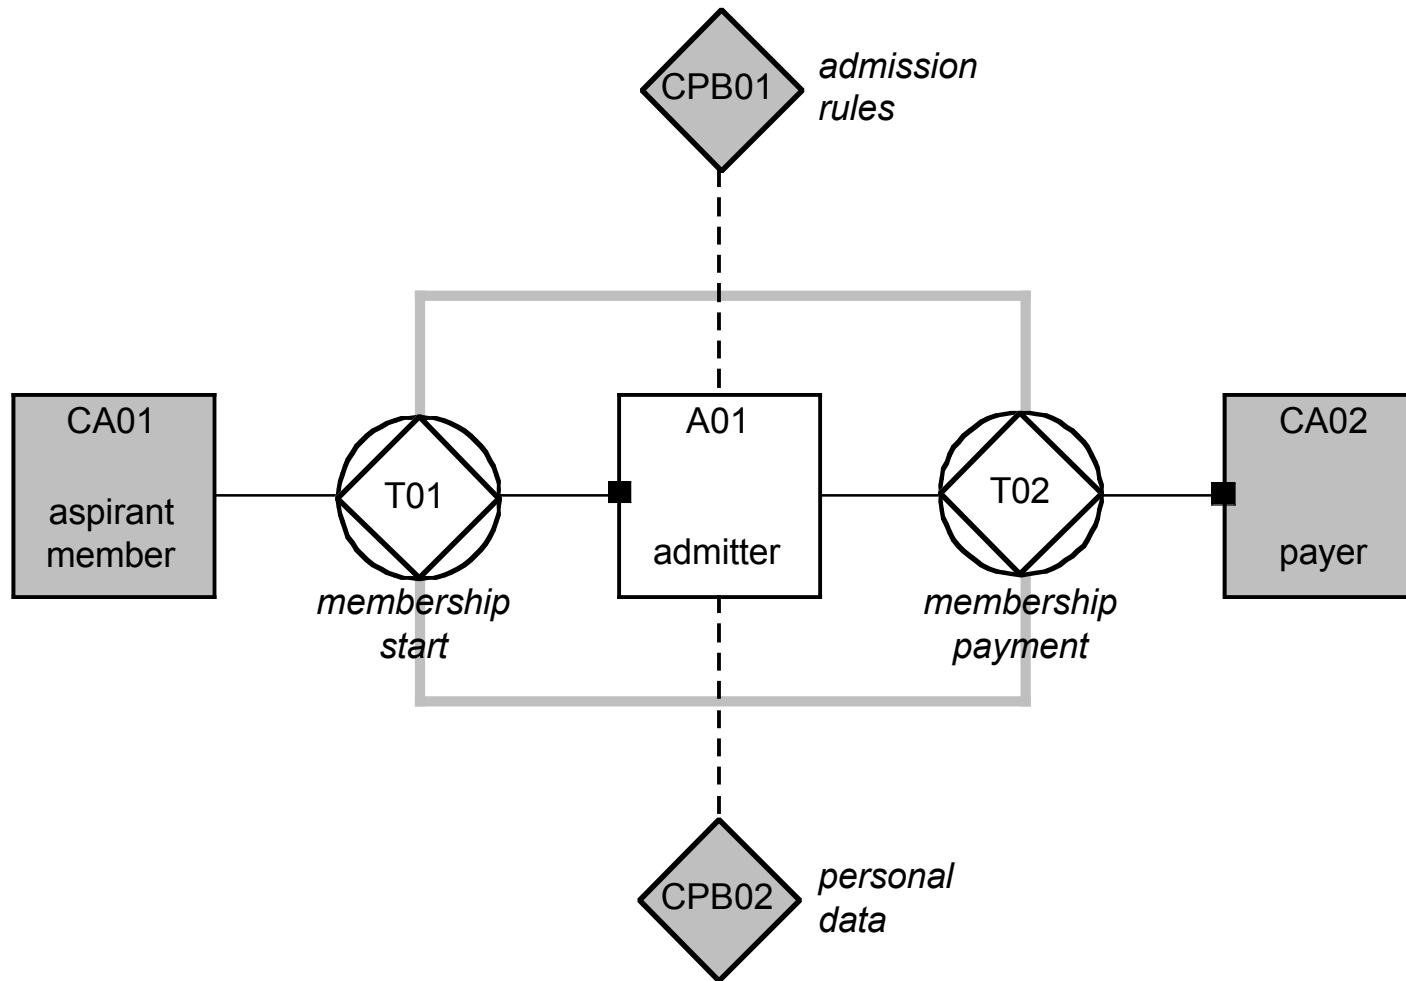 CPB01
admission
rules
CA01
aspirant
member
T01
membership
start
A01
admitter
T02
membership
payment
CA02
payer
CPB02
personal
data